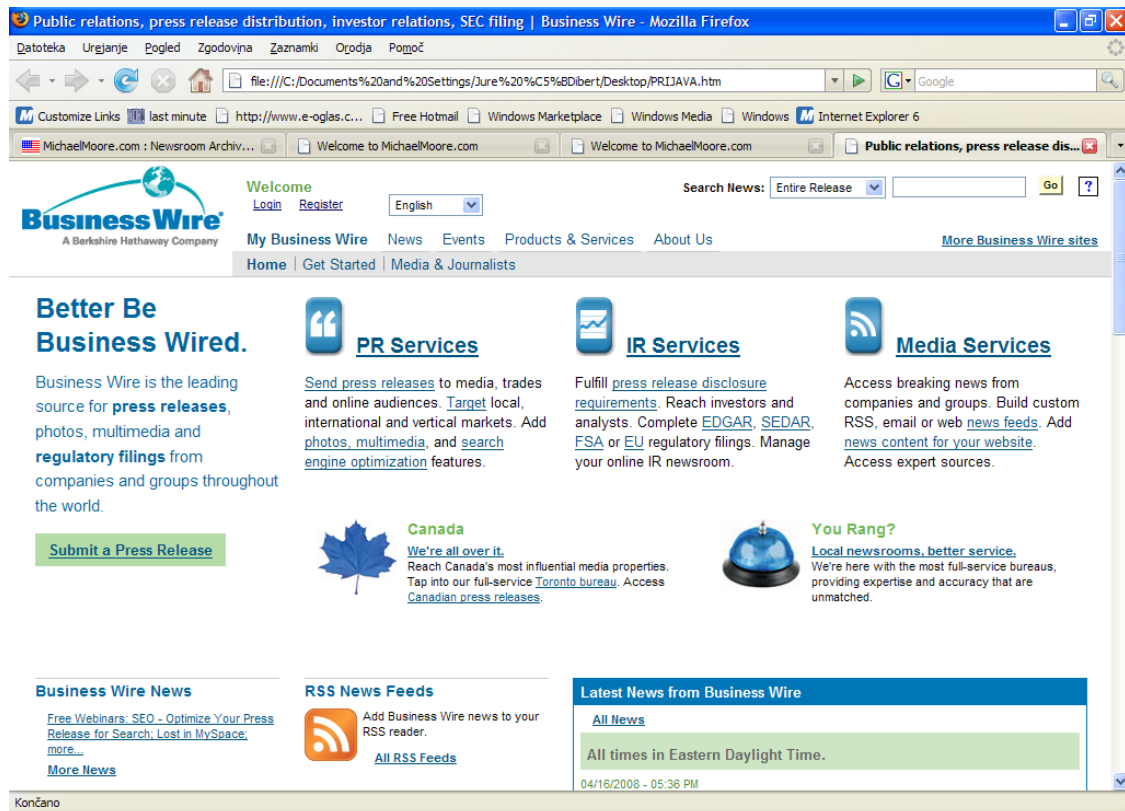 Public relations, press release distribution, investor relations, SEC filing | Business Wire - Mozilla Firefox
Datoteka Urejanje Pogled Zgodovina Zaznamki Orodja Pomoč
file:///C:/Documents%20and%20Settings/Jure%20%C5%BDibert/Desktop/PRIJAVA.htm G Google
Customize Links last minute http://www.e-oglas.c... Free Hotmail Windows Marketplace Windows Media Windows Internet Explorer 6
MichaelMoore.com : Newsroom Archiv... Welcome to MichaelMoore.com Welcome to MichaelMoore.com Public relations, press release dis...
Business Wire
A Berkshire Hathaway Company
Welcome
Login Register English
Search News: Entire Release Go ?
My Business Wire News Events Products & Services About Us More Business Wire sites
Home | Get Started | Media & Journalists
Better Be
Business Wired.
Business Wire is the leading
source for press releases,
photos, multimedia and
regulatory filings from
companies and groups throughout
the world.
Submit a Press Release
PR Services
Send press releases to media, trades
and online audiences. Target local,
international and vertical markets. Add
photos, multimedia, and search
engine optimization features.
IR Services
Fulfill press release disclosure
requirements. Reach investors and
analysts. Complete EDGAR, SEDAR,
FSA or EU regulatory filings. Manage
your online IR newsroom.
Media Services
Access breaking news from
companies and groups. Build custom
RSS, email or web news feeds. Add
news content for your website.
Access expert sources.
Canada
We're all over it.
Reach Canada's most influential media properties.
Tap into our full-service Toronto bureau. Access
Canadian press releases.
You Rang?
Local newsrooms, better service.
We're here with the most full-service bureaus,
providing expertise and accuracy that are
unmatched.
Business Wire News
Free Webinars: SEO - Optimize Your Press
Release for Search; Lost in MySpace;
more...
More News
RSS News Feeds
Add Business Wire news to your
RSS reader.
All RSS Feeds
Latest News from Business Wire
All News
All times in Eastern Daylight Time.
04/16/2008 - 05:36 PM
Končano